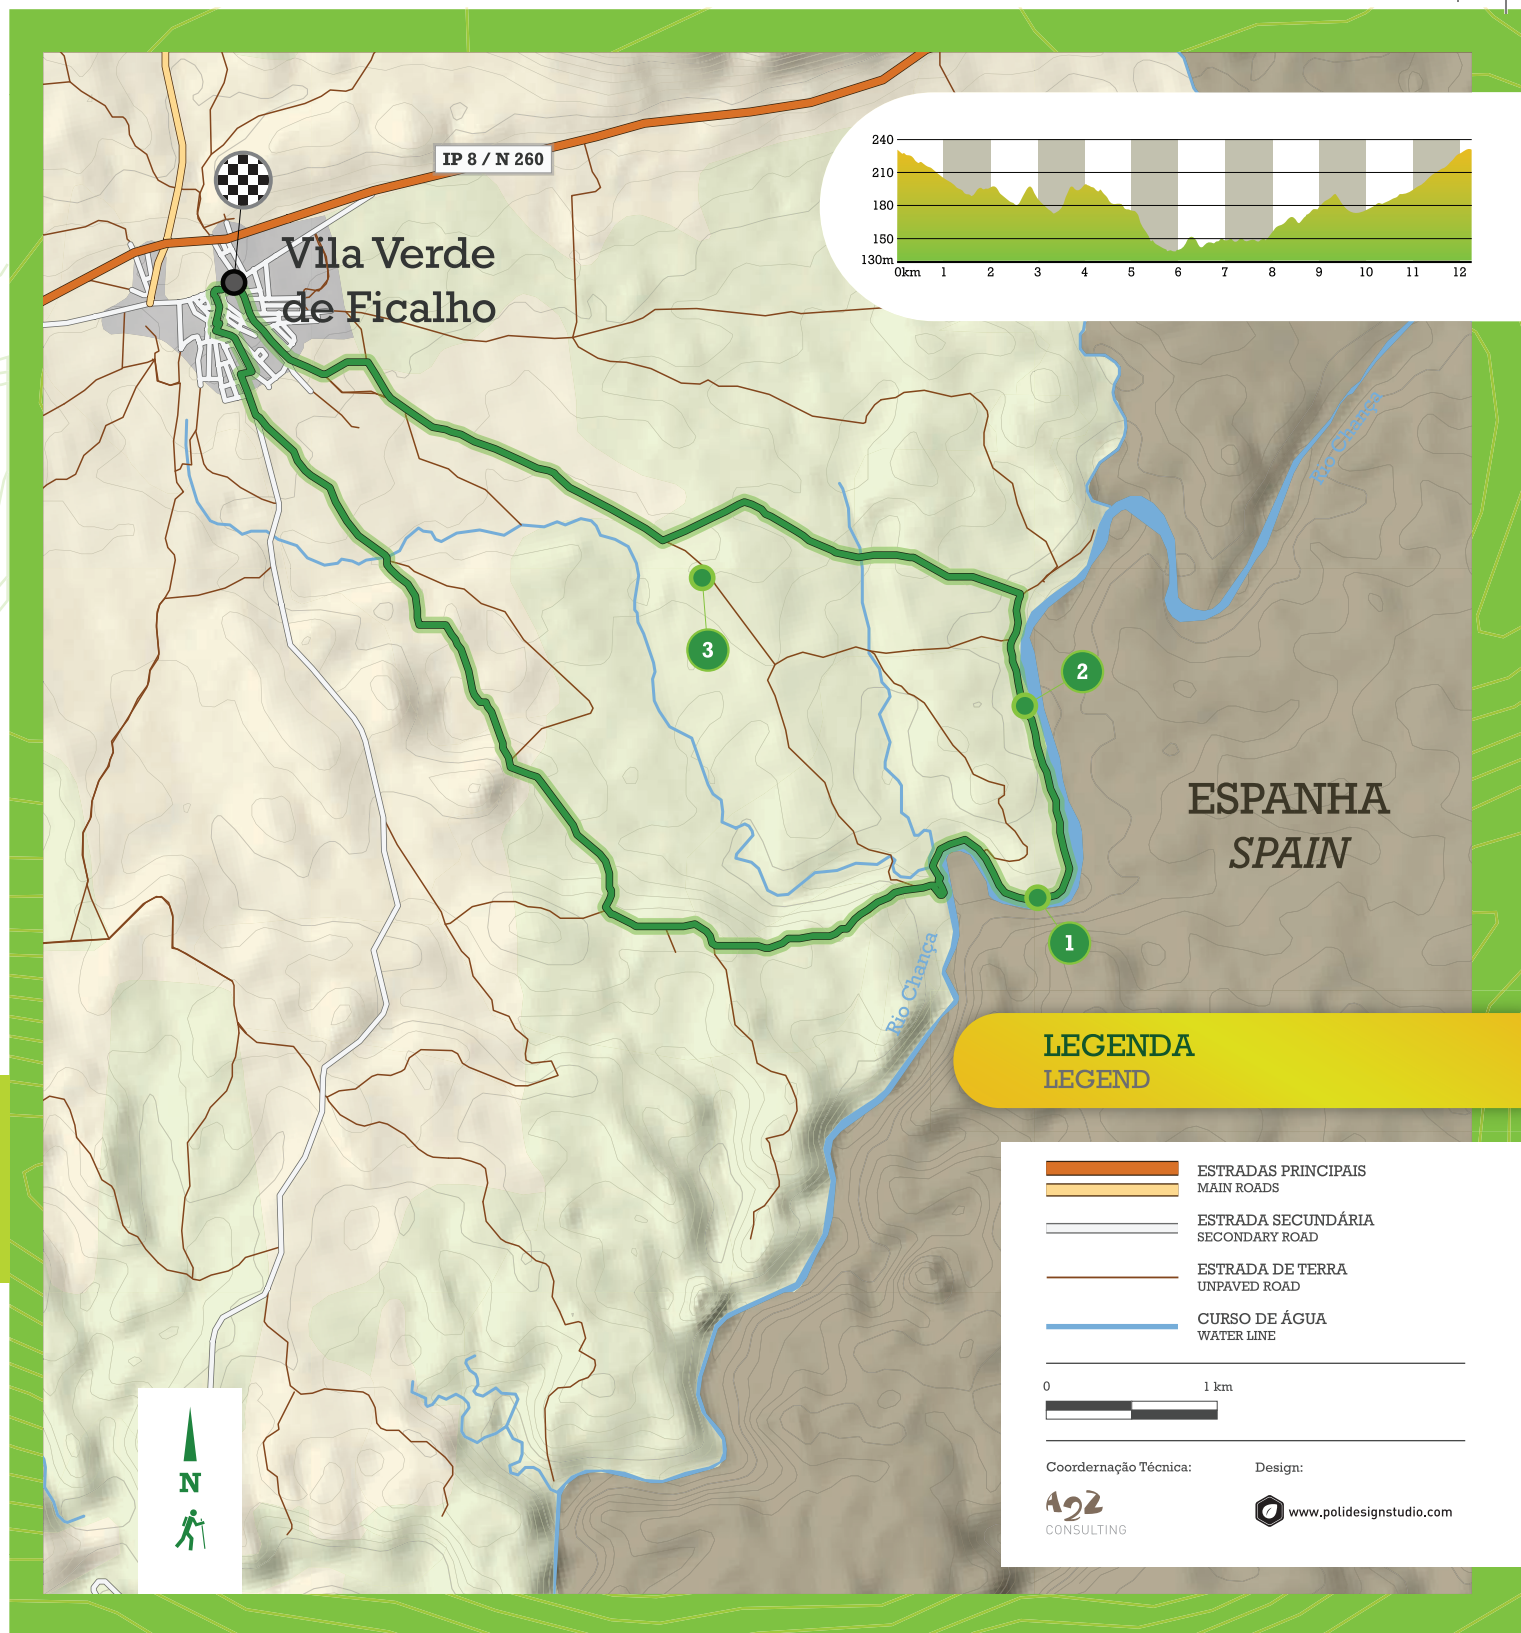 IP 8 / N 260
Vila Verde
de Ficalho
240
210
180
150
130m
0km 1 2 3 4 5 6 7 8 9 10 11 12
Rio Chança
3
2
1
ESPANHA
SPAIN
Rio Chança
LEGENDA
LEGEND
ESTRADAS PRINCIPAIS
MAIN ROADS
ESTRADA SECUNDÁRIA
SECONDARY ROAD
ESTRADA DE TERRA
UNPAVED ROAD
CURSO DE ÁGUA
WATER LINE
0 1 km
Coordernação Técnica:
Design:
A2Z
CONSULTING
www.polidesignstudio.com
N